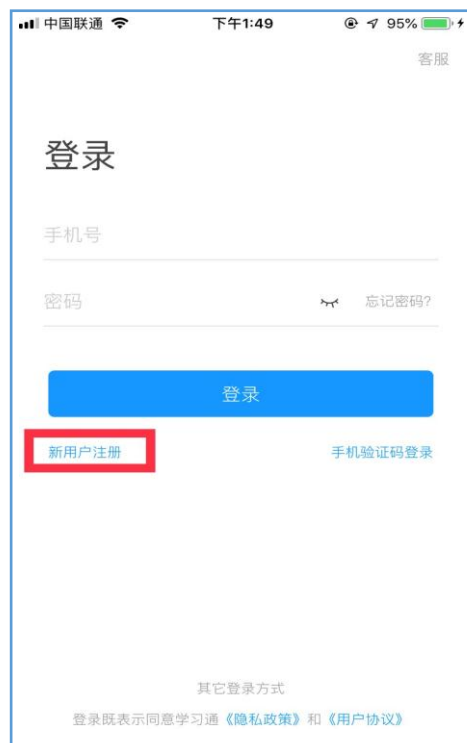 中国联通 下午1:49 95%
客服
登录
手机号
密码 忘记密码?
登录
新用户注册 手机验证码登录
其它登录方式
登录既表示同意学习通《隐私政策》和《用户协议》